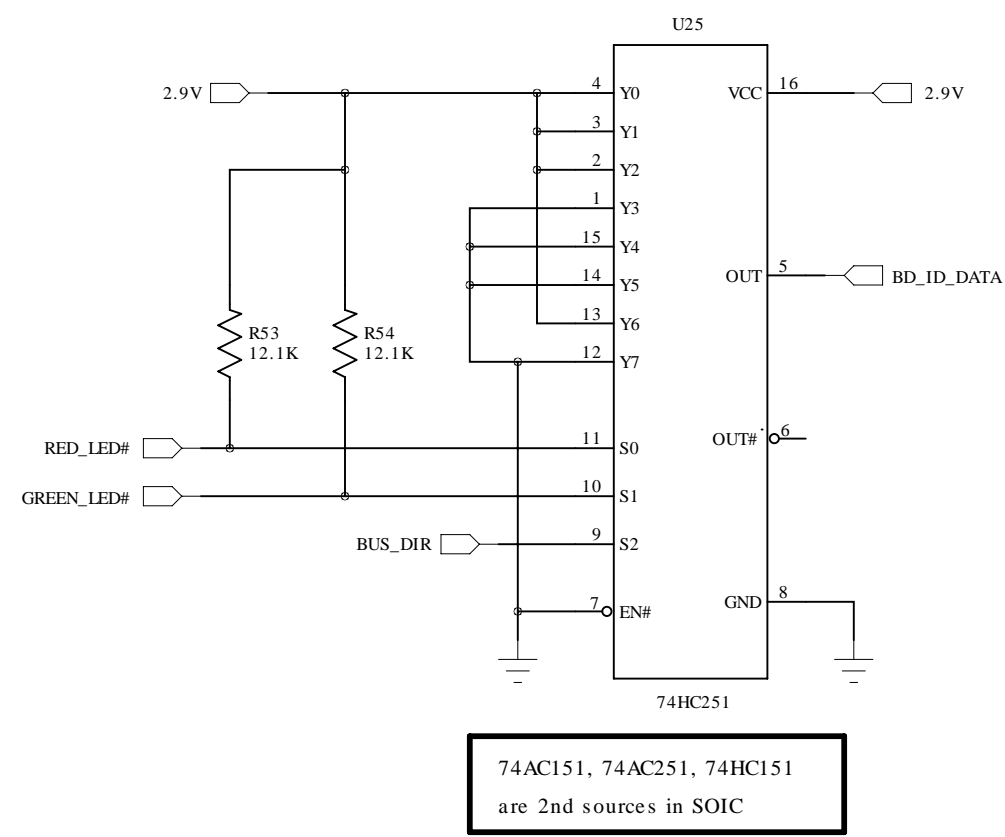 U25
2.9V
4
Y0
VCC
16
2.9V
3
Y1
2
Y2
1
Y3
15
Y4
14
Y5
OUT
5
BD_ID_DATA
13
Y6
R53
12.1K
R54
12.1K
12
Y7
RED_LED#
11
S0
OUT#
6
GREEN_LED#
10
S1
BUS_DIR
9
S2
7
EN#
GND
8
74HC251
74AC151, 74AC251, 74HC151
are 2nd sources in SOIC